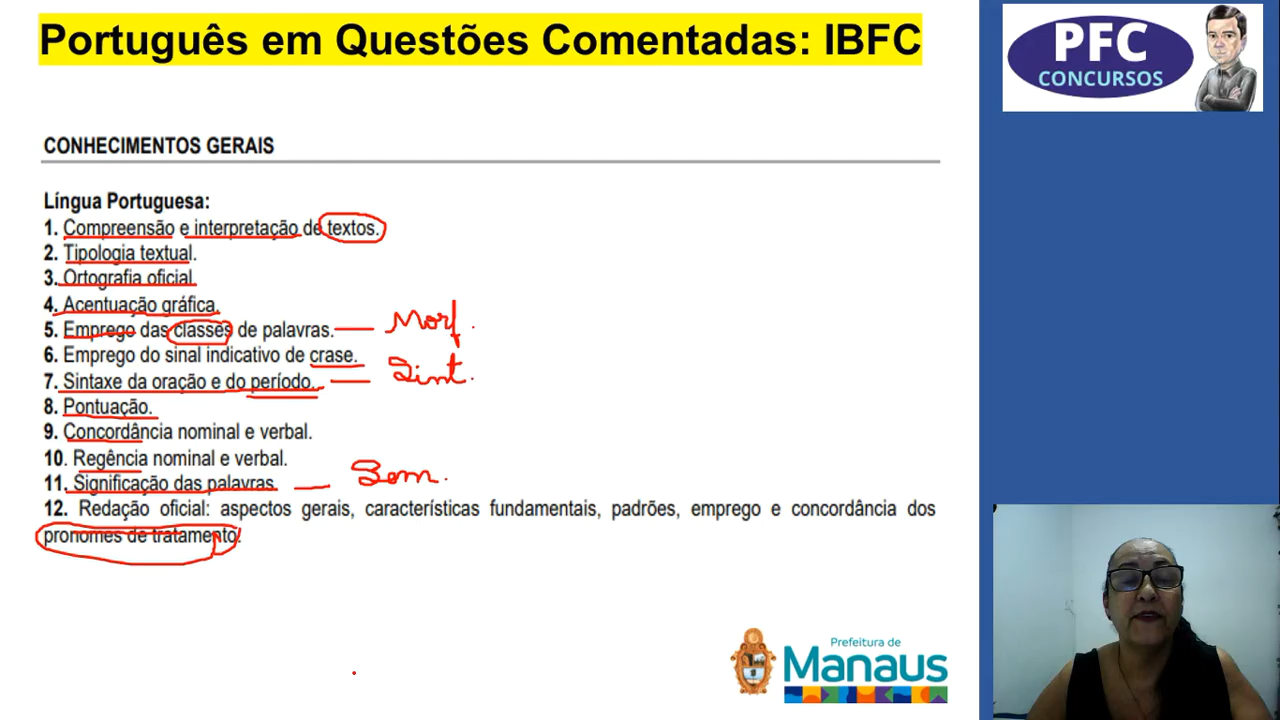 Português em Questões Comentadas: IBFC
PFC
CONCURSOS
CONHECIMENTOS GERAIS
Língua Portuguesa:
1. Compreensão e interpretação de textos.
2. Tipologia textual.
3. Ortografia oficial.
4. Acentuação gráfica.
5. Emprego das classes de palavras. — Morf.
6. Emprego do sinal indicativo de crase.
7. Sintaxe da oração e do período. — Sint.
8. Pontuação.
9. Concordância nominal e verbal.
10. Regência nominal e verbal.
11. Significação das palavras. — Sem.
12. Redação oficial: aspectos gerais, características fundamentais, padrões, emprego e concordância dos
pronomes de tratamento.
Prefeitura de
Manaus